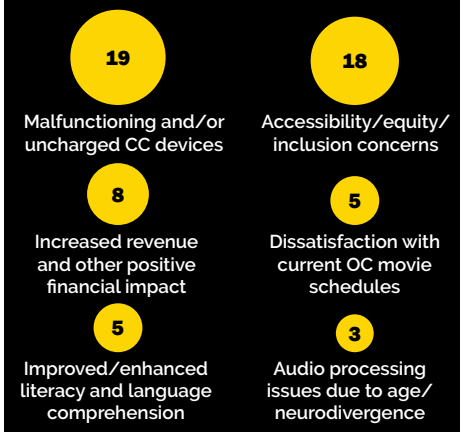 19
Malfunctioning and/or
uncharged CC devices
18
Accessibility/equity/
inclusion concerns
8
Increased revenue
and other positive
financial impact
5
Dissatisfaction with
current OC movie
schedules
5
Improved/enhanced
literacy and language
comprehension
3
Audio processing
issues due to age/
neurodivergence